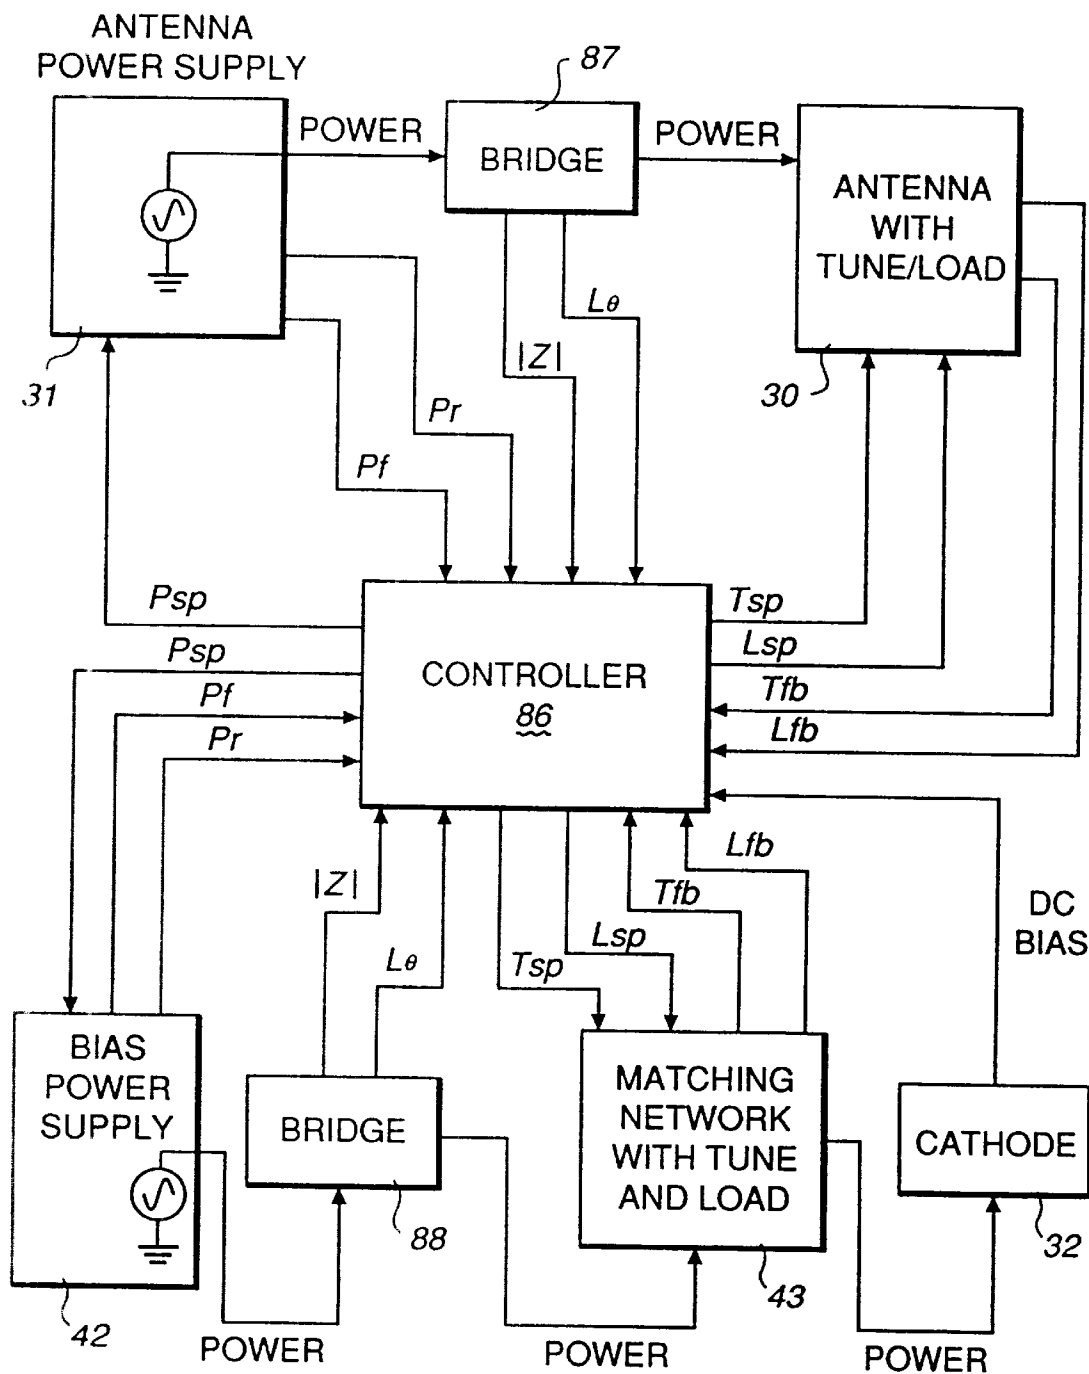 ANTENNA
POWER SUPPLY
87
POWER
BRIDGE
POWER
ANTENNA
WITH
TUNE/LOAD
31
30
Lθ
|Z|
Pr
Pf
Psp
Psp
Pf
Pr
CONTROLLER
86
Tsp
Lsp
Tfb
Lfb
|Z|
Lθ
Tsp
Lsp
Tfb
Lfb
DC
BIAS
BIAS
POWER
SUPPLY
BRIDGE
MATCHING
NETWORK
WITH TUNE
AND LOAD
CATHODE
42
88
43
32
POWER
POWER
POWER